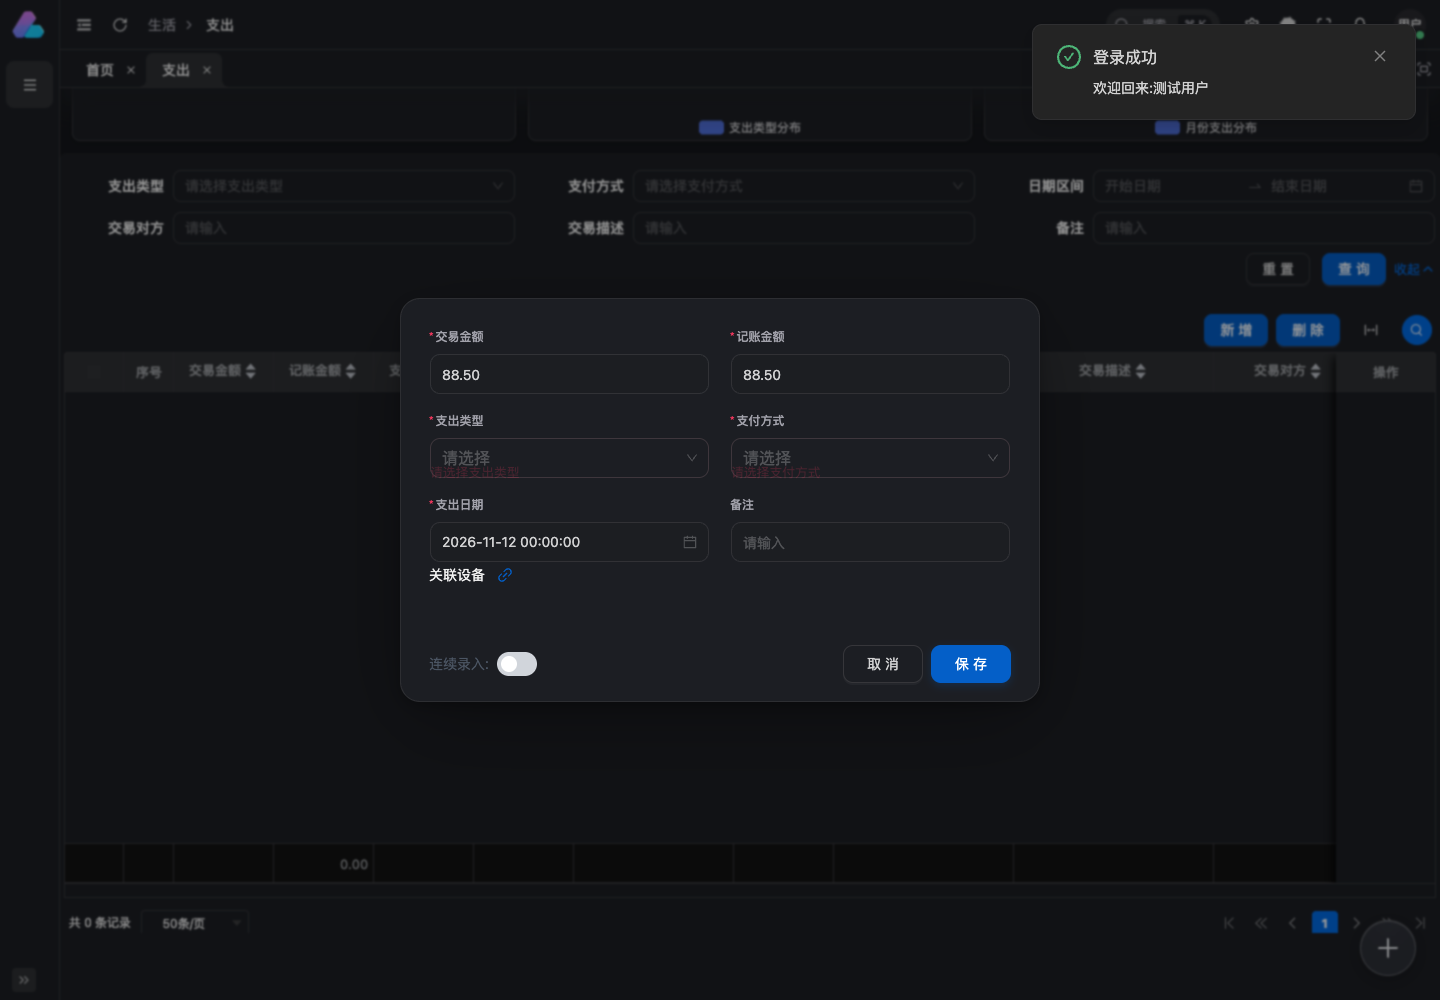 生活 > 支出
搜索 ⌘ K
用户
首页 × 支出 ×
登录成功
欢迎回来:测试用户
支出类型分布
月份支出分布
支出类型 请选择支出类型
支付方式 请选择支付方式
日期区间 开始日期 → 结束日期
交易对方 请输入
交易描述 请输入
备注 请输入
重 置 查 询 收起
新 增 删 除
序号 交易金额 记账金额 支 交易描述 交易对方 操作
* 交易金额 * 记账金额
88.50 88.50
* 支出类型 * 支付方式
请选择 请选择
请选择支出类型 请选择支付方式
* 支出日期 备注
2026-11-12 00:00:00 请输入
关联设备
连续录入: 取 消 保 存
0.00
共 0 条记录 50条/页 1